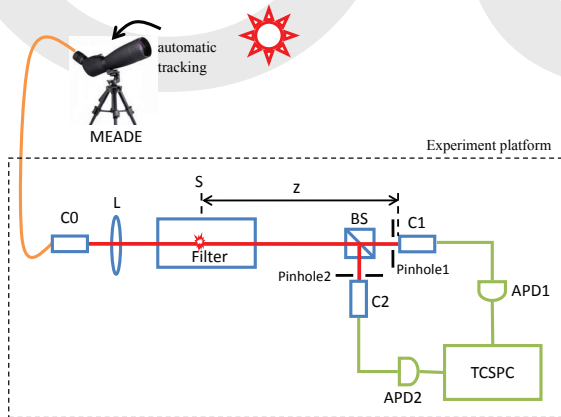 automatic
tracking
MEADE
Experiment platform
S
z
C0
L
BS
C1
Filter
Pinhole1
Pinhole2
C2
APD1
APD2
TCSPC